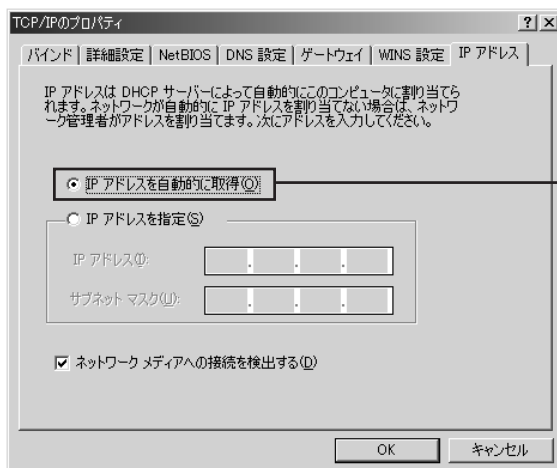 TCP/IPのプロパティ
バインド 詳細設定 NetBIOS DNS 設定 ゲートウェイ WINS 設定 IP アドレス
IP アドレスは DHCP サーバーによって自動的にこのコンピュータに割り当てら
れます。ネットワークが自動的に IP アドレスを割り当てない場合は、ネットワ
ーク管理者がアドレスを割り当てます。次にアドレスを入力してください。
IP アドレスを自動的に取得(O)
IP アドレスを指定(S)
IP アドレス(I):
サブネット マスク(U):
ネットワーク メディアへの接続を検出する(D)
OK キャンセル